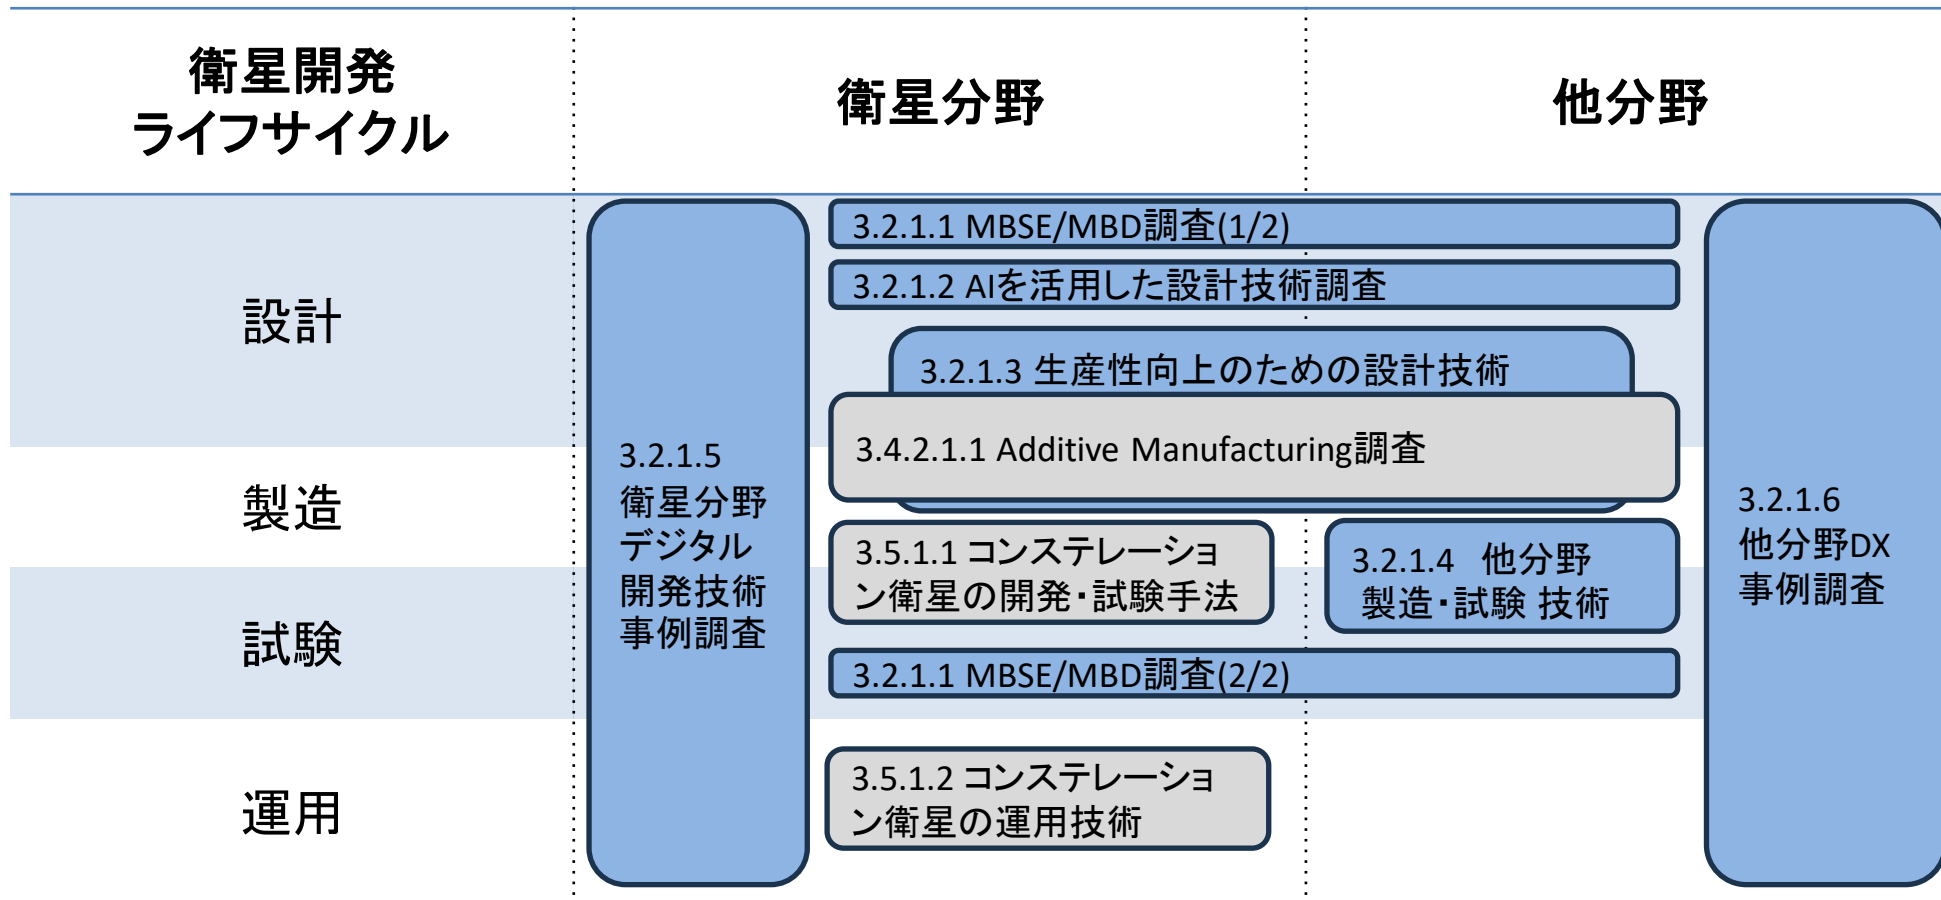 衛星開発
ライフサイクル
衛星分野
他分野
設計
製造
試験
運用
3.2.1.5
衛星分野
デジタル
開発技術
事例調査
3.2.1.1 MBSE/MBD調査(1/2)
3.2.1.2 AIを活用した設計技術調査
3.2.1.3 生産性向上のための設計技術
3.4.2.1.1 Additive Manufacturing調査
3.5.1.1 コンステレーショ
ン衛星の開発・試験手法
3.2.1.4 他分野
製造・試験 技術
3.2.1.1 MBSE/MBD調査(2/2)
3.5.1.2 コンステレーショ
ン衛星の運用技術
3.2.1.6
他分野DX
事例調査